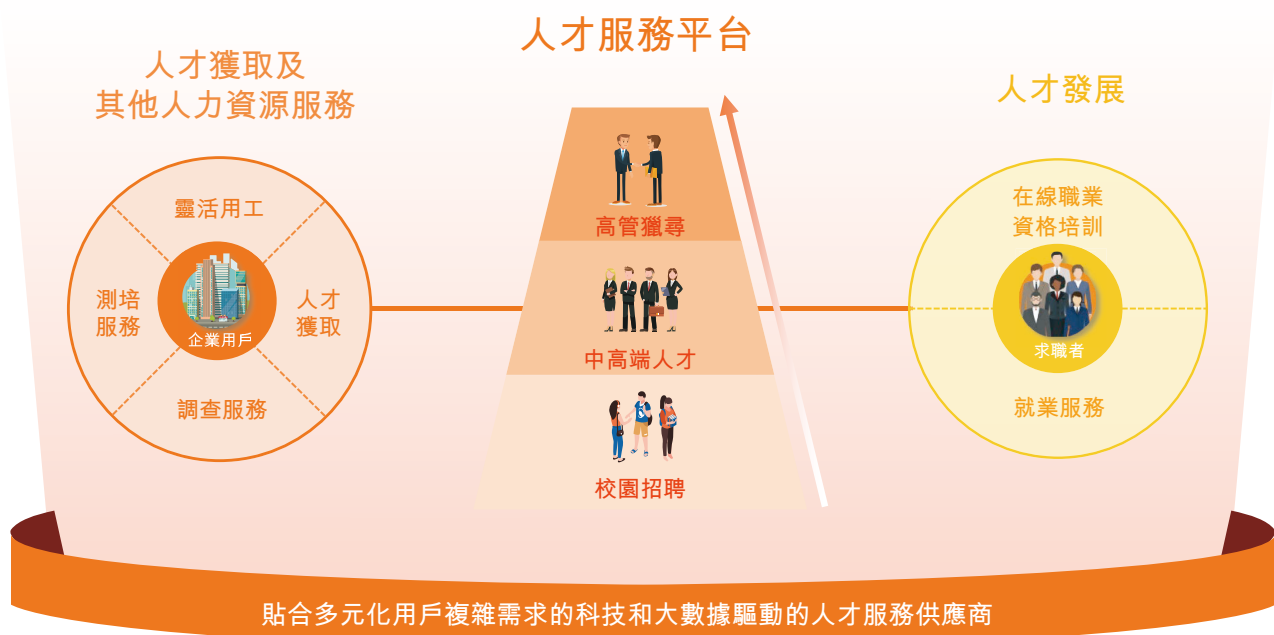 人才服務平台
人才獲取及
其他人力資源服務
靈活用工
測培
服務
企業用戶
人才
獲取
調查服務
高管獵尋
中高端人才
校園招聘
人才發展
在線職業
資格培訓
求職者
就業服務
貼合多元化用戶複雜需求的科技和大數據驅動的人才服務供應商